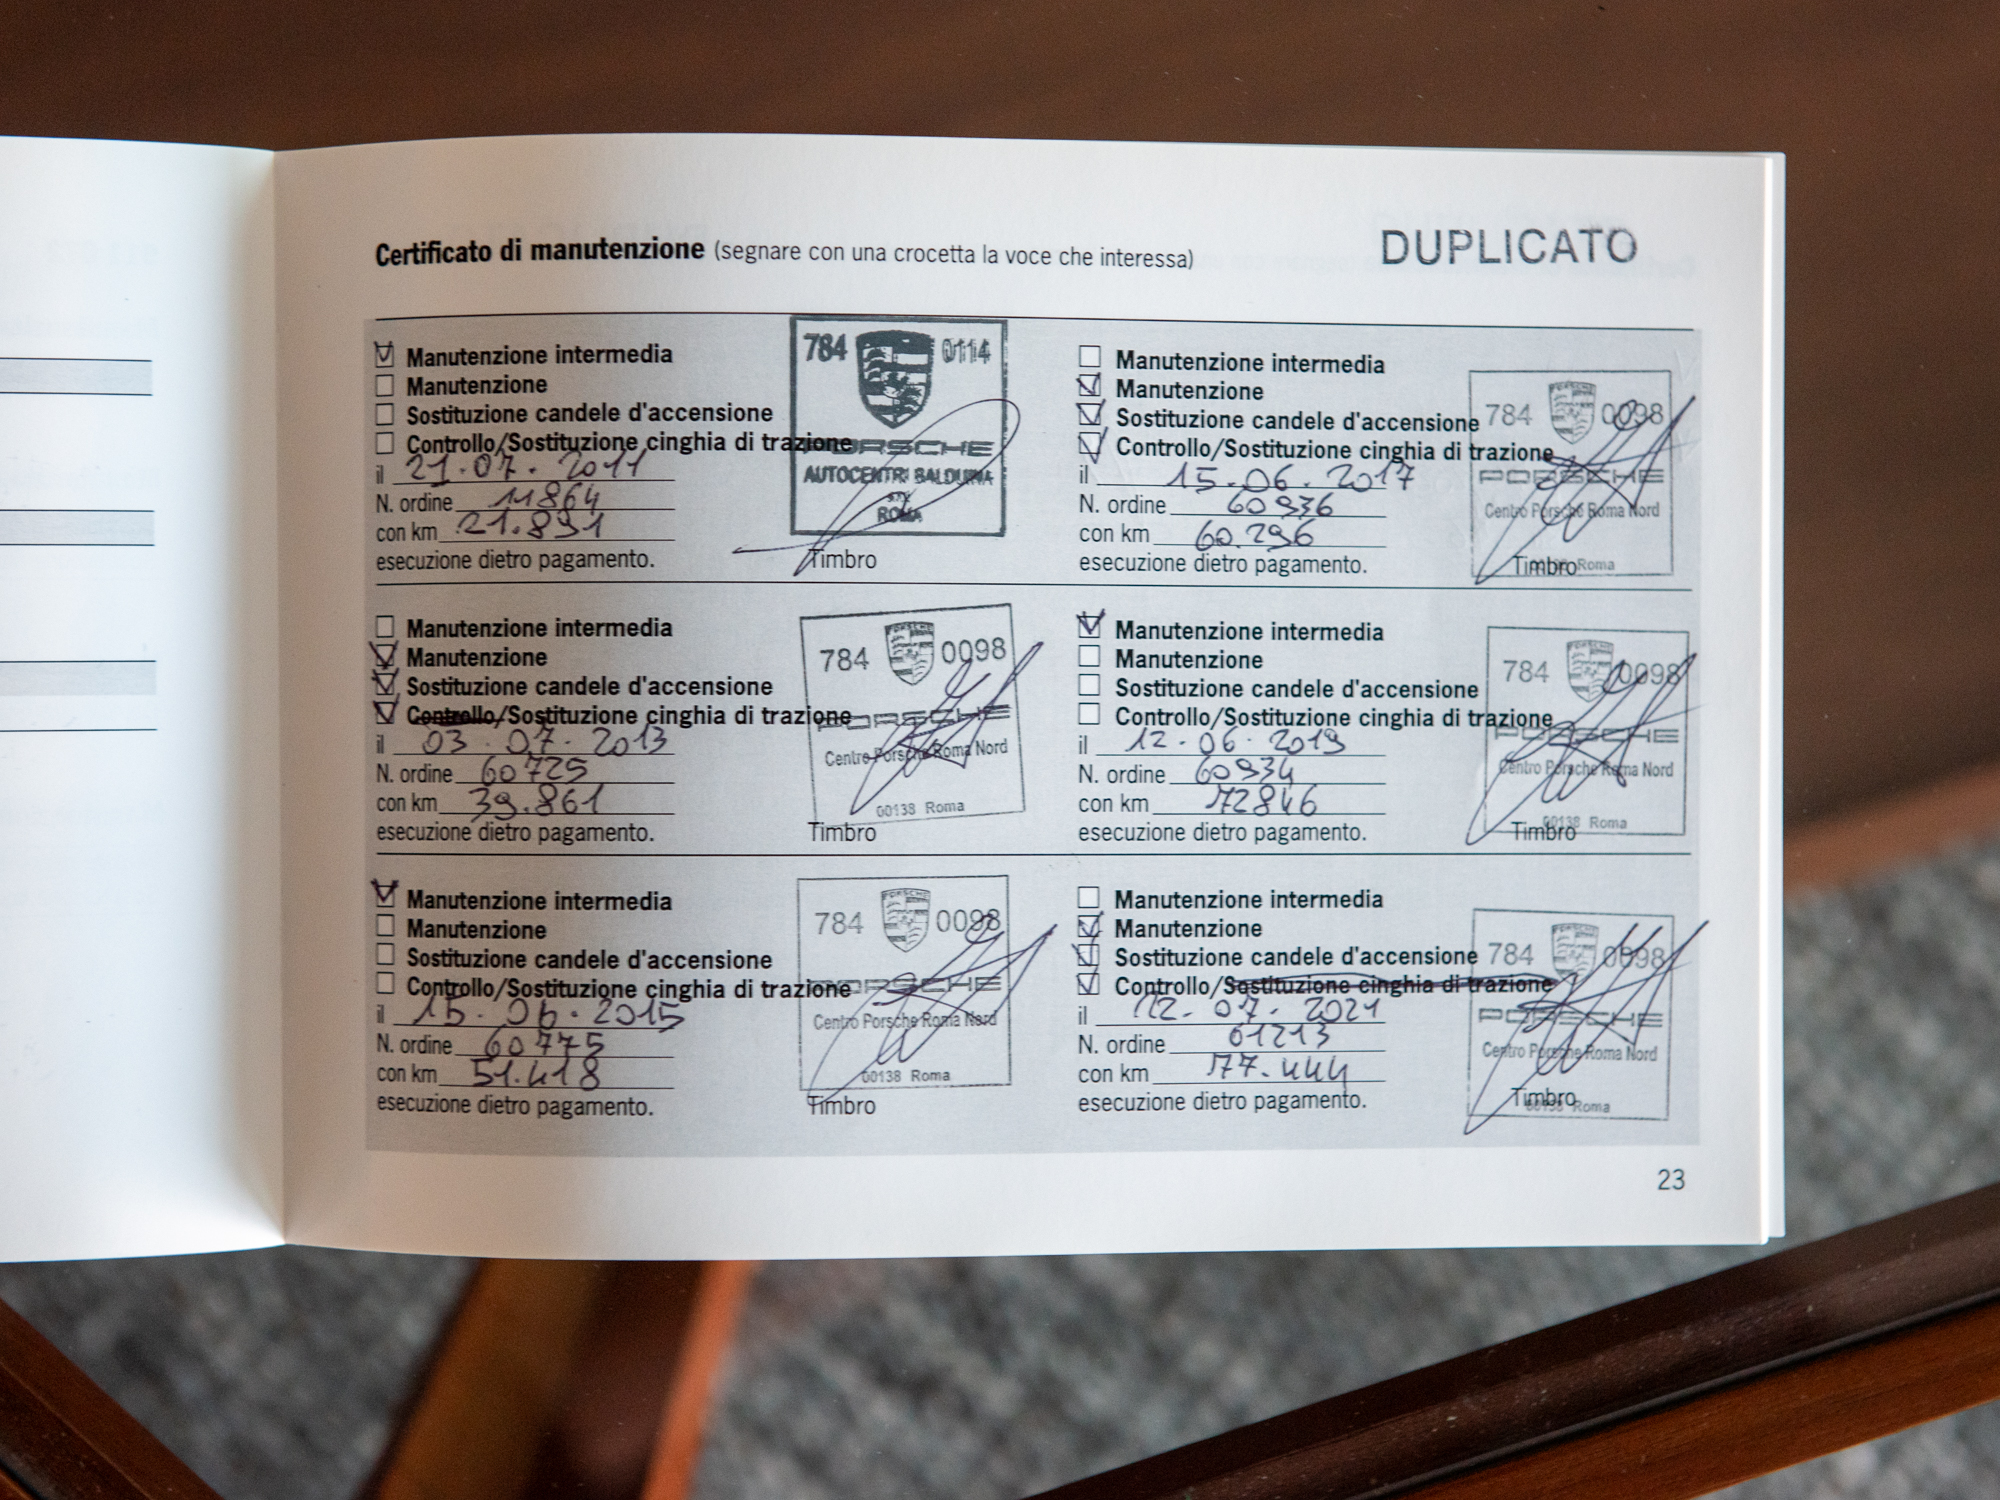 Certificato di manutenzione (segnare con una crocetta la voce che interessa)
DUPLICATO
Manutenzione intermedia
Manutenzione
Sostituzione candele d'accensione
Controllo/Sostituzione cinghia di trazione
il 21.07.2011
N. ordine 11864
con km 21.891
esecuzione dietro pagamento.
784 0114
PORSCHE
AUTOCENTRI BALDUINA
ROMA
Timbro
Manutenzione intermedia
Manutenzione
Sostituzione candele d'accensione
Controllo/Sostituzione cinghia di trazione
il 03.07.2013
N. ordine 60725
con km 39.861
esecuzione dietro pagamento.
PORSCHE
784 0098
PORSCHE
Centro Porsche Roma Nord
00138 Roma
Timbro
Manutenzione intermedia
Manutenzione
Sostituzione candele d'accensione
Controllo/Sostituzione cinghia di trazione
il 15.06.2015
N. ordine 60775
con km 51.418
esecuzione dietro pagamento.
PORSCHE
784 0098
PORSCHE
Centro Porsche Roma Nord
00138 Roma
Timbro
Manutenzione intermedia
Manutenzione
Sostituzione candele d'accensione
Controllo/Sostituzione cinghia di trazione
il 15.06.2017
N. ordine 60936
con km 60.296
esecuzione dietro pagamento.
PORSCHE
784 0098
PORSCHE
Centro Porsche Roma Nord
Roma
Timbro
Manutenzione intermedia
Manutenzione
Sostituzione candele d'accensione
Controllo/Sostituzione cinghia di trazione
il 12.06.2019
N. ordine 60934
con km 72846
esecuzione dietro pagamento.
PORSCHE
784 0098
PORSCHE
Centro Porsche Roma Nord
00138 Roma
Timbro
Manutenzione intermedia
Manutenzione
Sostituzione candele d'accensione
Controllo/Sostituzione cinghia di trazione
il 12.07.2021
N. ordine 61213
con km 77.444
esecuzione dietro pagamento.
784 0098
PORSCHE
Centro Porsche Roma Nord
00138 Roma
Timbro
23